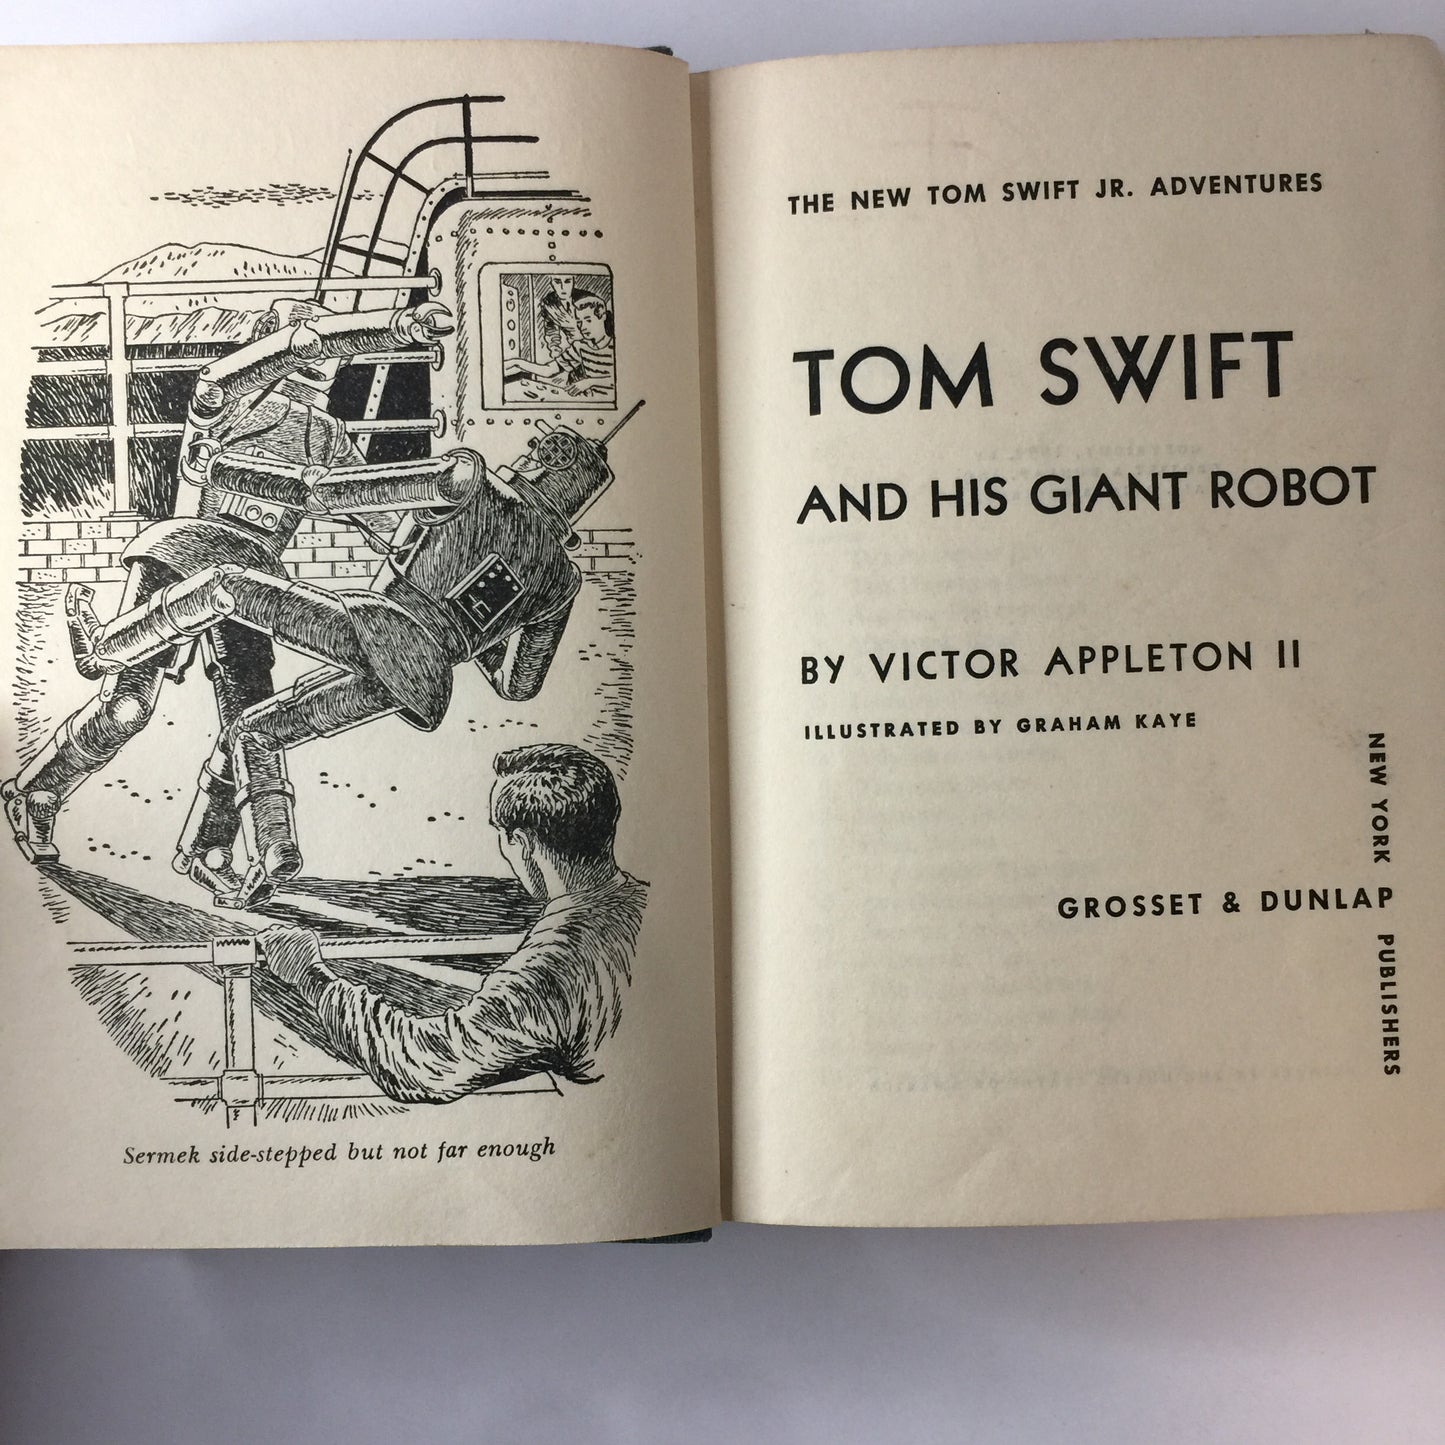 Sermek side-stepped but not far enough
THE NEW TOM SWIFT JR. ADVENTURES
TOM SWIFT
AND HIS GIANT ROBOT
BY VICTOR APPLETON II
ILLUSTRATED BY GRAHAM KAYE
GROSSET & DUNLAP
NEW YORK PUBLISHERS